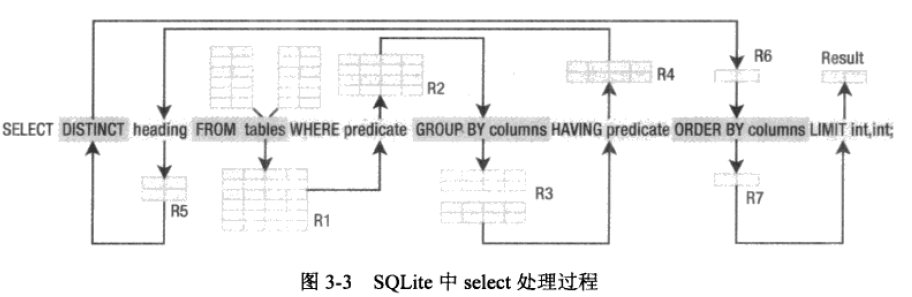 R6
Result
R2
R4
SELECT DISTINCT heading FROM tables WHERE predicate GROUP BY columns HAVING predicate ORDER BY columns LIMIT int,int;
R5
R1
R3
R7
图 3-3 SQLite 中 select 处理过程